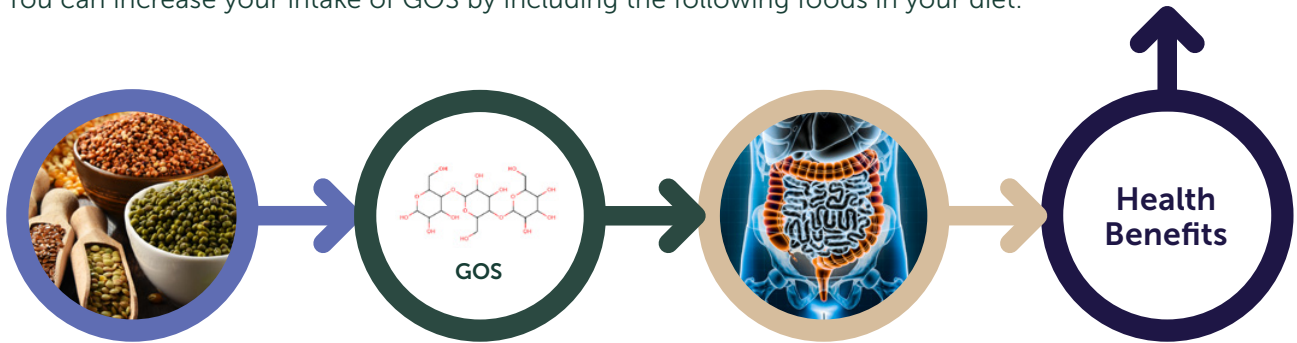 You can increase your intake of GOS by including the following foods in your diet.
GOS
Health
Benefits